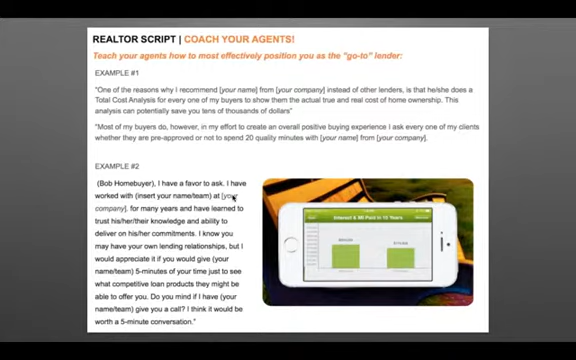 REALTOR SCRIPT | COACH YOUR AGENTS!
Teach your agents how to most effectively position you as the "go-to" lender:
EXAMPLE #1
"One of the reasons why I recommend [your name] from [your company] instead of other lenders, is that he/she does a
Total Cost Analysis for every one of my buyers to show them the actual true and real cost of home ownership. This
analysis can potentially save you tens of thousands of dollars"
"Most of my buyers do, however, in my effort to create an overall positive buying experience I ask every one of my clients
whether they are pre-approved or not to spend 20 quality minutes with [your name] from [your company].
EXAMPLE #2
(Bob Homebuyer), I have a favor to ask. I have
worked with (insert your name/team) at [your
company], for many years and have learned to
trust his/her/their knowledge and ability to
deliver on his/her commitments. I know you
may have your own lending relationships, but I
would appreciate it if you would give (your
name/team) 5-minutes of your time just to see
what competitive loan products they might be
able to offer you. Do you mind if I have (your
name/team) give you a call? I think it would be
worth a 5-minute conversation."
Interest & MI Paid in 10 Years